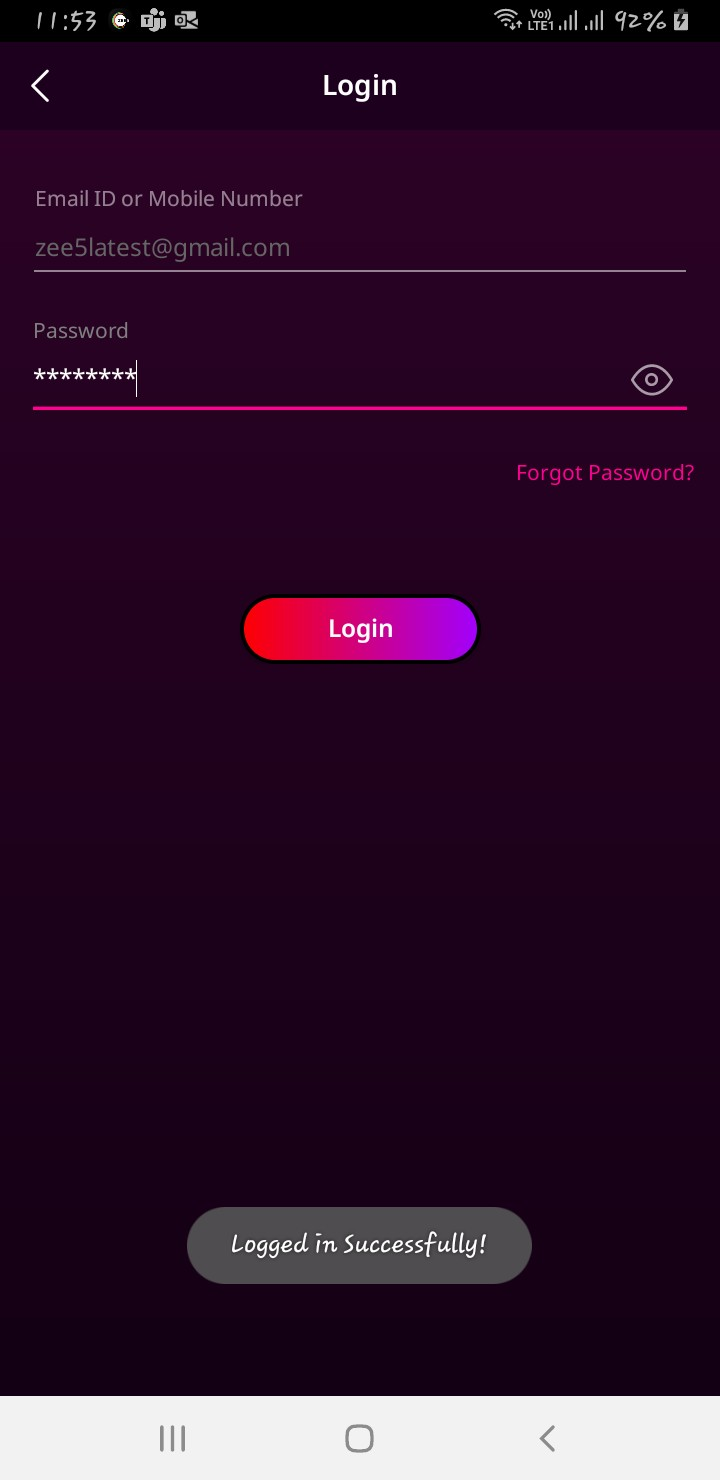 11:53 Vo)) LTE1 92%
Login
Email ID or Mobile Number
zee5latest@gmail.com
Password
********
Forgot Password?
Login
Logged in Successfully!